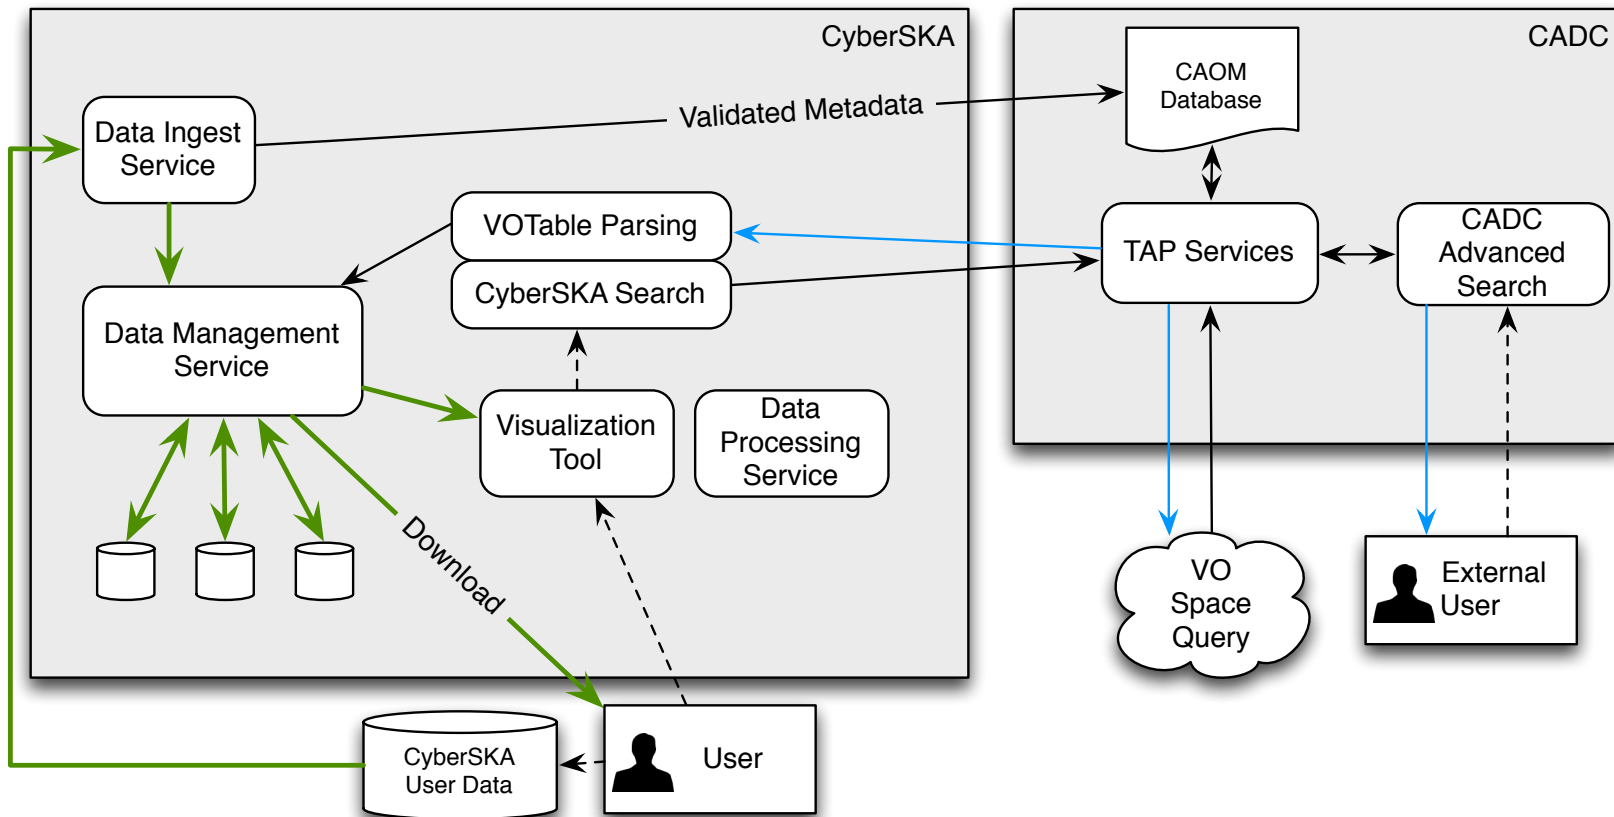 CyberSKA
CADC
CAOM
Database
Validated Metadata
Data Ingest
Service
VOTable Parsing
CyberSKA Search
TAP Services
CADC
Advanced
Search
Data Management
Service
Visualization
Tool
Data
Processing
Service
Download
VO
Space
Query
External
User
CyberSKA
User Data
User